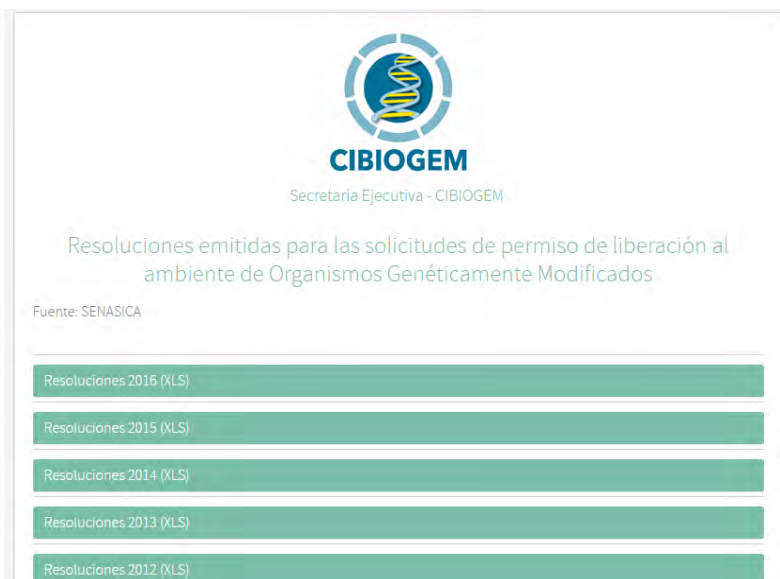 CIBIOGEM
Secretaría Ejecutiva - CIBIOGEM
Resoluciones emitidas para las solicitudes de permiso de liberación al
ambiente de Organismos Genéticamente Modificados
Fuente: SENASICA
Resoluciones 2016 (XLS)
Resoluciones 2015 (XLS)
Resoluciones 2014 (XLS)
Resoluciones 2013 (XLS)
Resoluciones 2012 (XLS)